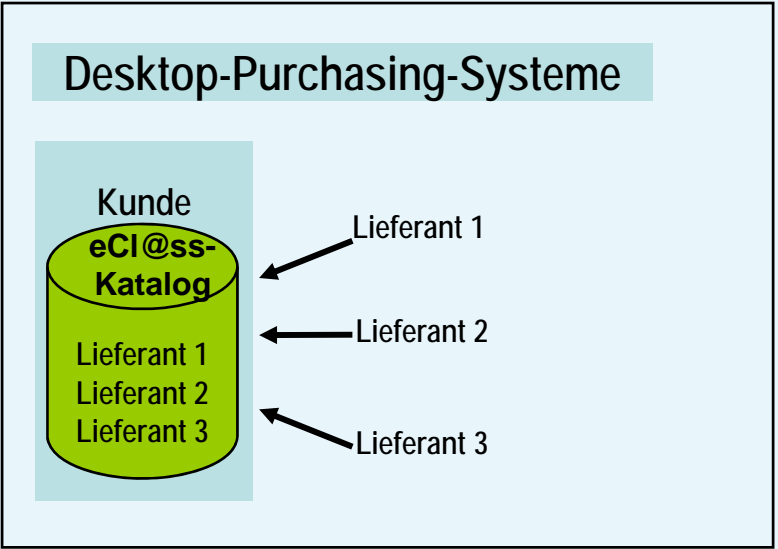 Desktop-Purchasing-Systeme
Kunde
eCl@ss-
Katalog
Lieferant 1
Lieferant 2
Lieferant 3
Lieferant 1
Lieferant 2
Lieferant 3